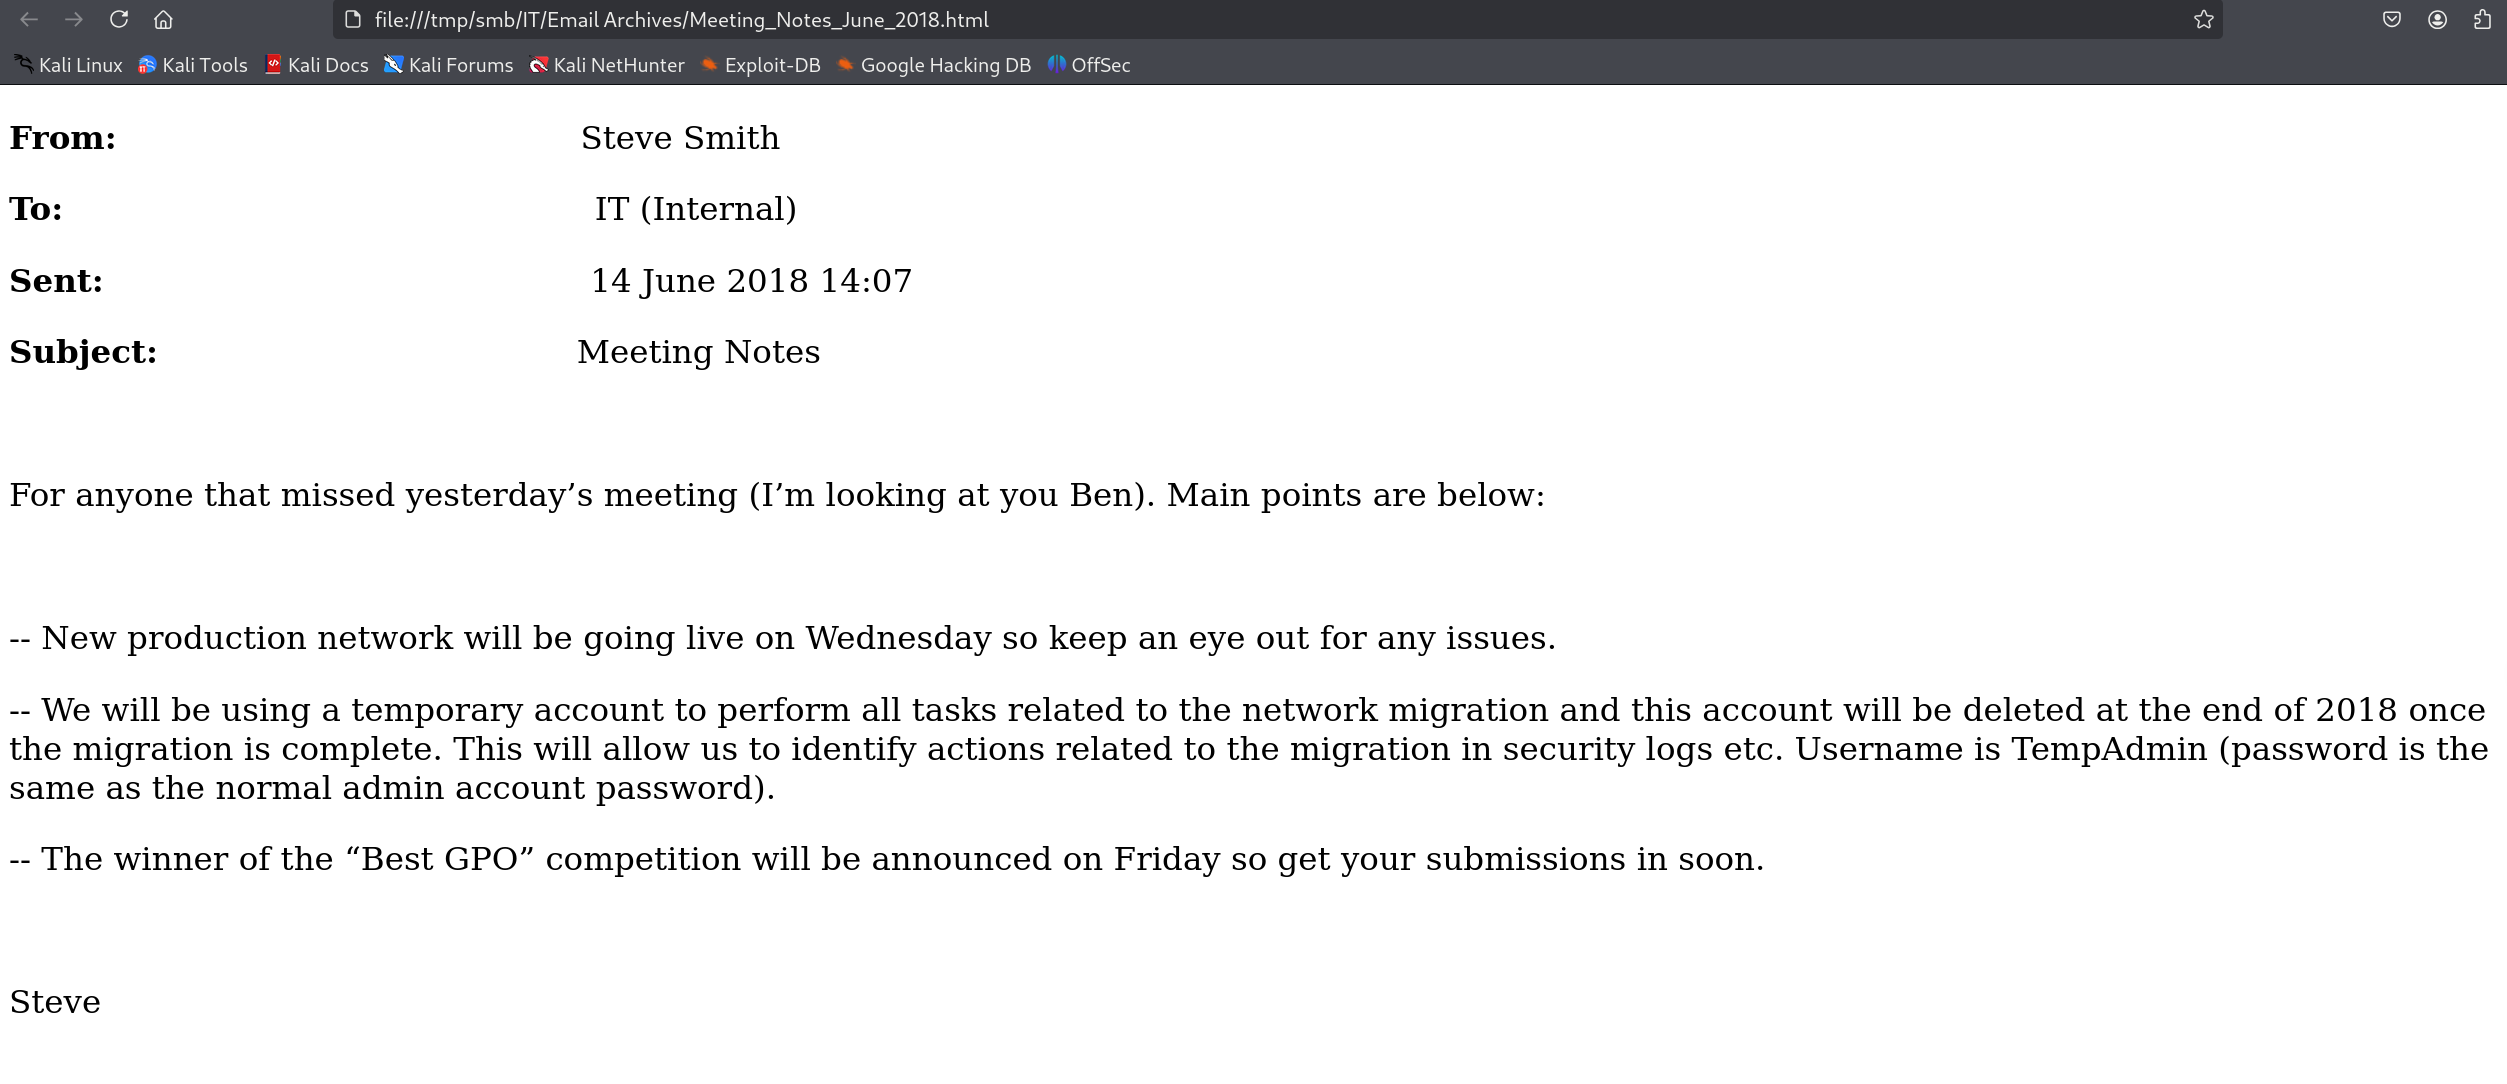 file:///tmp/smb/IT/Email Archives/Meeting_Notes_June_2018.html
Kali Linux Kali Tools Kali Docs Kali Forums Kali NetHunter Exploit-DB Google Hacking DB OffSec
From: Steve Smith
To: IT (Internal)
Sent: 14 June 2018 14:07
Subject: Meeting Notes
For anyone that missed yesterday’s meeting (I’m looking at you Ben). Main points are below:
-- New production network will be going live on Wednesday so keep an eye out for any issues.
-- We will be using a temporary account to perform all tasks related to the network migration and this account will be deleted at the end of 2018 once
the migration is complete. This will allow us to identify actions related to the migration in security logs etc. Username is TempAdmin (password is the
same as the normal admin account password).
-- The winner of the “Best GPO” competition will be announced on Friday so get your submissions in soon.
Steve